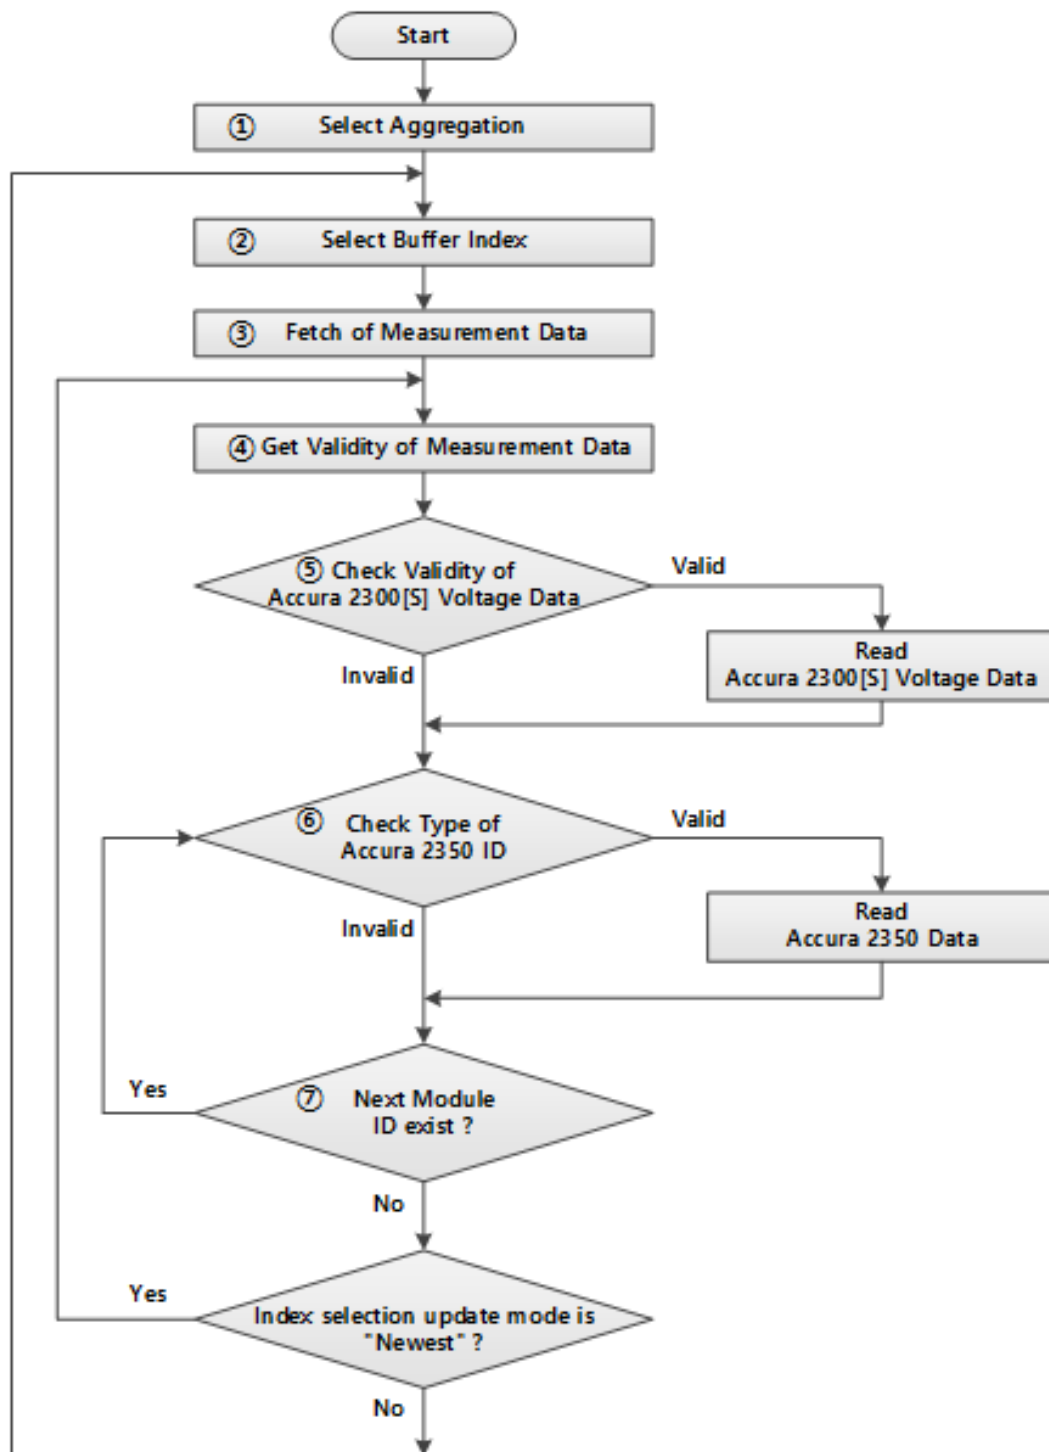 Start
① Select Aggregation
② Select Buffer Index
③ Fetch of Measurement Data
④ Get Validity of Measurement Data
⑤ Check Validity of
Accura 2300[S] Voltage Data
Valid
Read
Accura 2300[S] Voltage Data
Invalid
⑥ Check Type of
Accura 2350 ID
Valid
Read
Accura 2350 Data
Invalid
⑦ Next Module
ID exist ?
Yes
No
Index selection update mode is
"Newest" ?
Yes
No